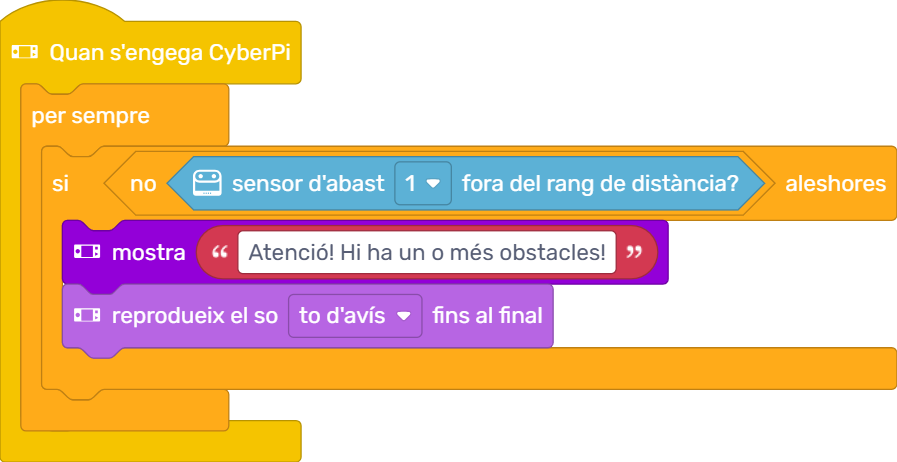 Quan s'engega CyberPi
per sempre
si no sensor d'abast 1 fora del rang de distància? aleshores
mostra “ Atenció! Hi ha un o més obstacles! ”
reprodueix el so to d'avís fins al final